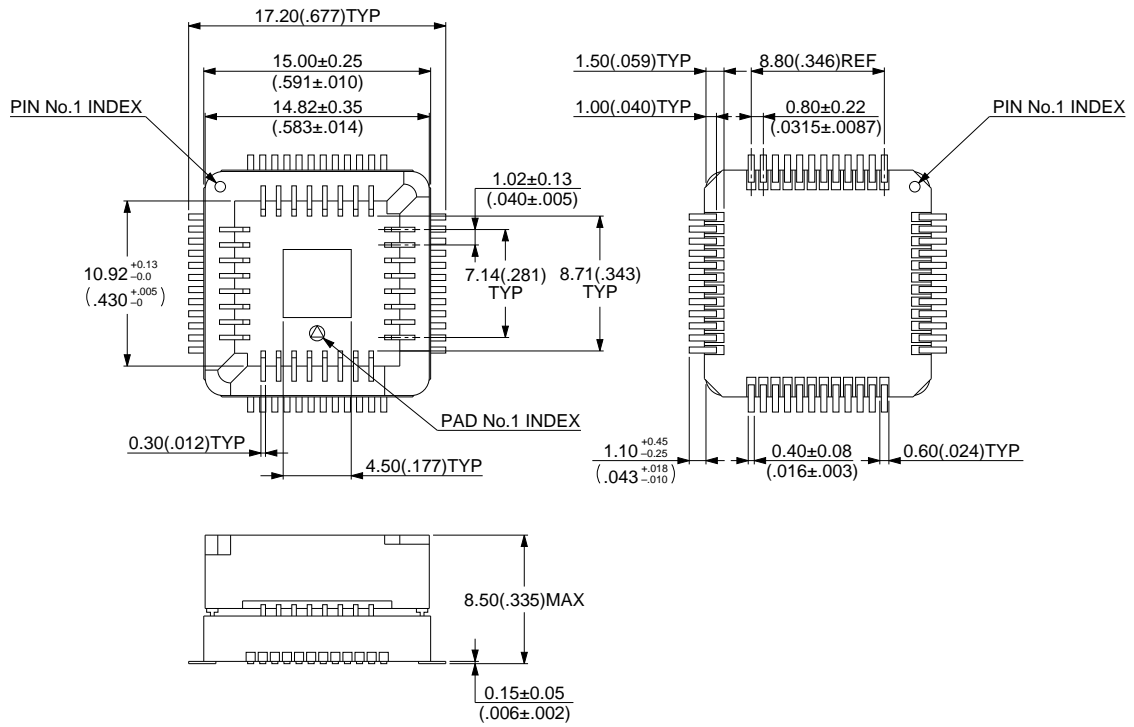 17.20(.677)TYP
15.00±0.25
(.591±.010)
14.82±0.35
(.583±.014)
PIN No.1 INDEX
1.02±0.13
(.040±.005)
10.92 +0.13 -0.0
(.430 +.005 -0)
7.14(.281)
TYP
8.71(.343)
TYP
PAD No.1 INDEX
0.30(.012)TYP
4.50(.177)TYP
1.50(.059)TYP
8.80(.346)REF
1.00(.040)TYP
0.80±0.22
(.0315±.0087)
PIN No.1 INDEX
1.10 +0.45 -0.25
(.043 +.018 -.010)
0.40±0.08
(.016±.003)
0.60(.024)TYP
8.50(.335)MAX
0.15±0.05
(.006±.002)